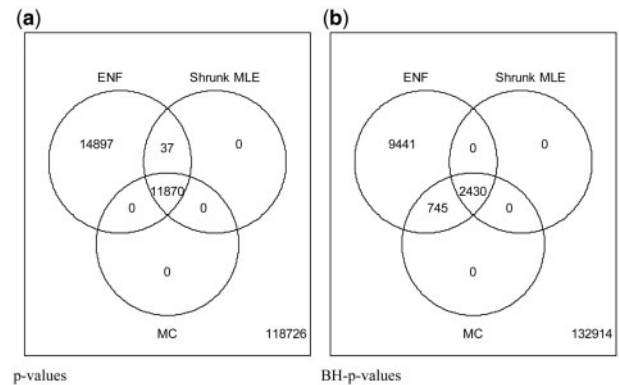 (a)
ENF Shrunk MLE
14897 37 0
11870
0 0
0
MC 118726
p-values
(b)
ENF Shrunk MLE
9441 0 0
2430
745 0
0
MC 132914
BH-p-values